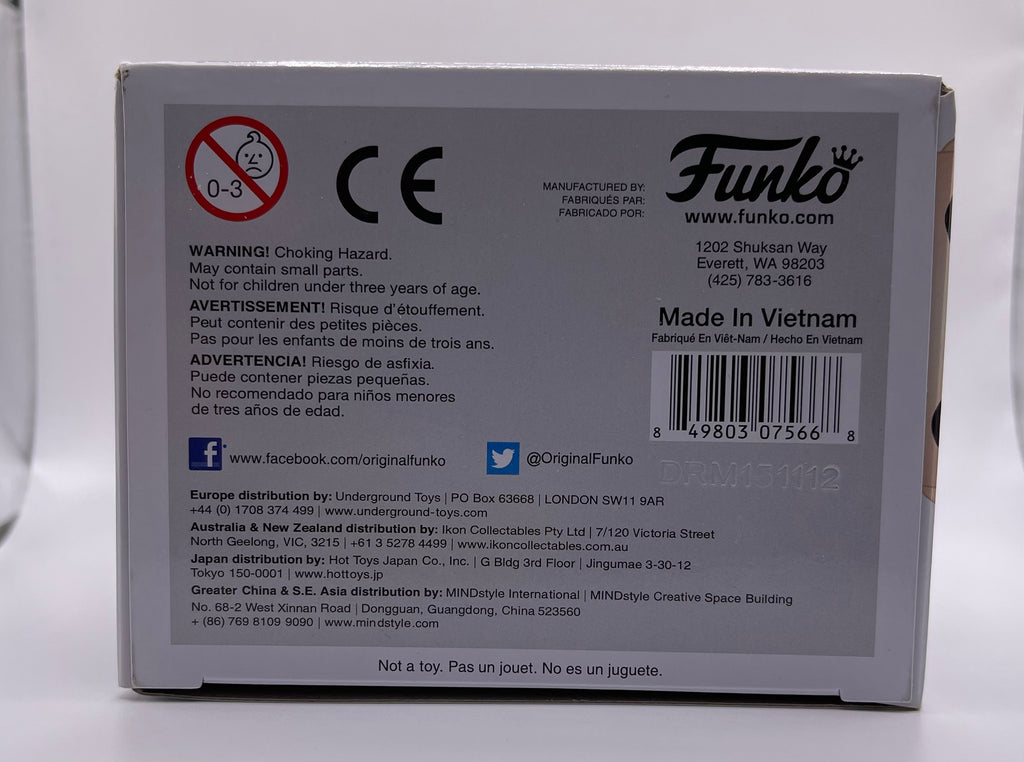 0-3
CE
MANUFACTURED BY:
FABRIQUÉS PAR:
FABRICADO POR:
Funko
www.funko.com
1202 Shuksan Way
Everett, WA 98203
(425) 783-3616
WARNING! Choking Hazard.
May contain small parts.
Not for children under three years of age.
AVERTISSEMENT! Risque d'étouffement.
Peut contenir des petites pièces.
Pas pour les enfants de moins de trois ans.
ADVERTENCIA! Riesgo de asfixia.
Puede contener piezas pequeñas.
No recomendado para niños menores
de tres años de edad.
Made In Vietnam
Fabriqué En Viêt-Nam / Hecho En Vietnam
8 49803 07566 8
DRM151112
f www.facebook.com/originalfunko
@OriginalFunko
Europe distribution by: Underground Toys | PO Box 63668 | LONDON SW11 9AR
+44 (0) 1708 374 499 | www.underground-toys.com
Australia & New Zealand distribution by: Ikon Collectables Pty Ltd | 7/120 Victoria Street
North Geelong, VIC, 3215 | +61 3 5278 4499 | www.ikoncollectables.com.au
Japan distribution by: Hot Toys Japan Co., Inc. | G Bldg 3rd Floor | Jingumae 3-30-12
Tokyo 150-0001 | www.hottoys.jp
Greater China & S.E. Asia distribution by: MINDstyle International | MINDstyle Creative Space Building
No. 68-2 West Xinnan Road | Dongguan, Guangdong, China 523560
+ (86) 769 8109 9090 | www.mindstyle.com
Not a toy. Pas un jouet. No es un juguete.